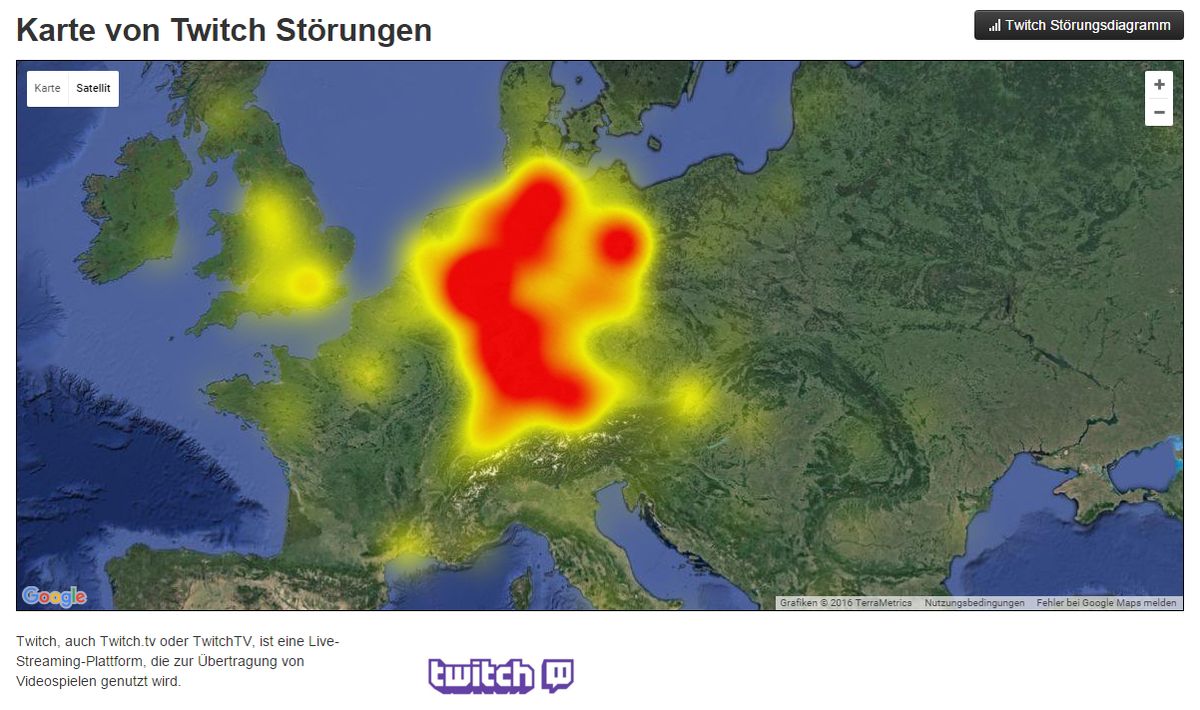 Karte von Twitch Störungen
Twitch Störungsdiagramm
Karte Satellit
+
−
Google
Grafiken © 2016 TerraMetrica Nutzungsbedingungen Fehler bei Google Maps melden
Twitch, auch Twitch.tv oder TwitchTV, ist eine Live-
Streaming-Plattform, die zur Übertragung von
Videospielen genutzt wird.
twitch